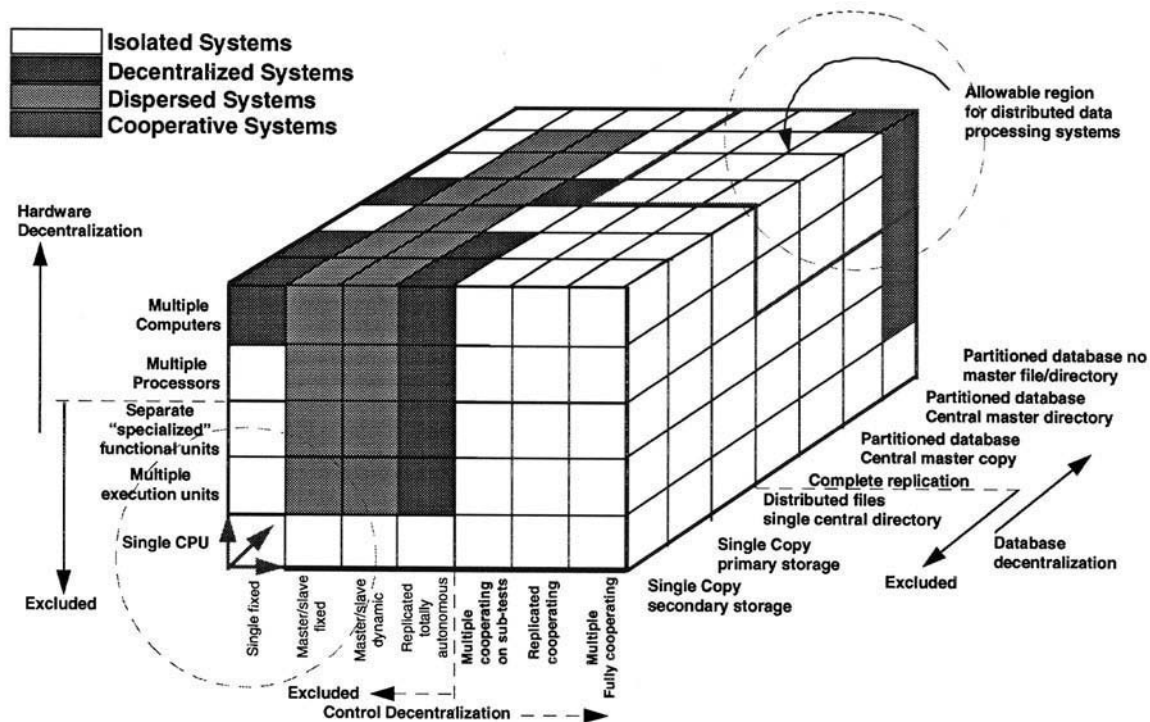 Isolated Systems
Decentralized Systems
Dispersed Systems
Cooperative Systems
Allowable region
for distributed data
processing systems
Hardware
Decentralization
Multiple
Computers
Multiple
Processors
Separate
“specialized”
functional units
Multiple
execution units
Single CPU
Excluded
Partitioned database no
master file/directory
Partitioned database
Central master directory
Partitioned database
Central master copy
Complete replication
Distributed files
single central directory
Single Copy
primary storage
Single Copy
secondary storage
Database
decentralization
Excluded
Single fixed
Master/slave
fixed
Master/slave
dynamic
Replicated
totally
autonomous
Multiple
cooperating
on sub-tests
Replicated
cooperating
Multiple
Fully cooperating
Excluded
Control Decentralization